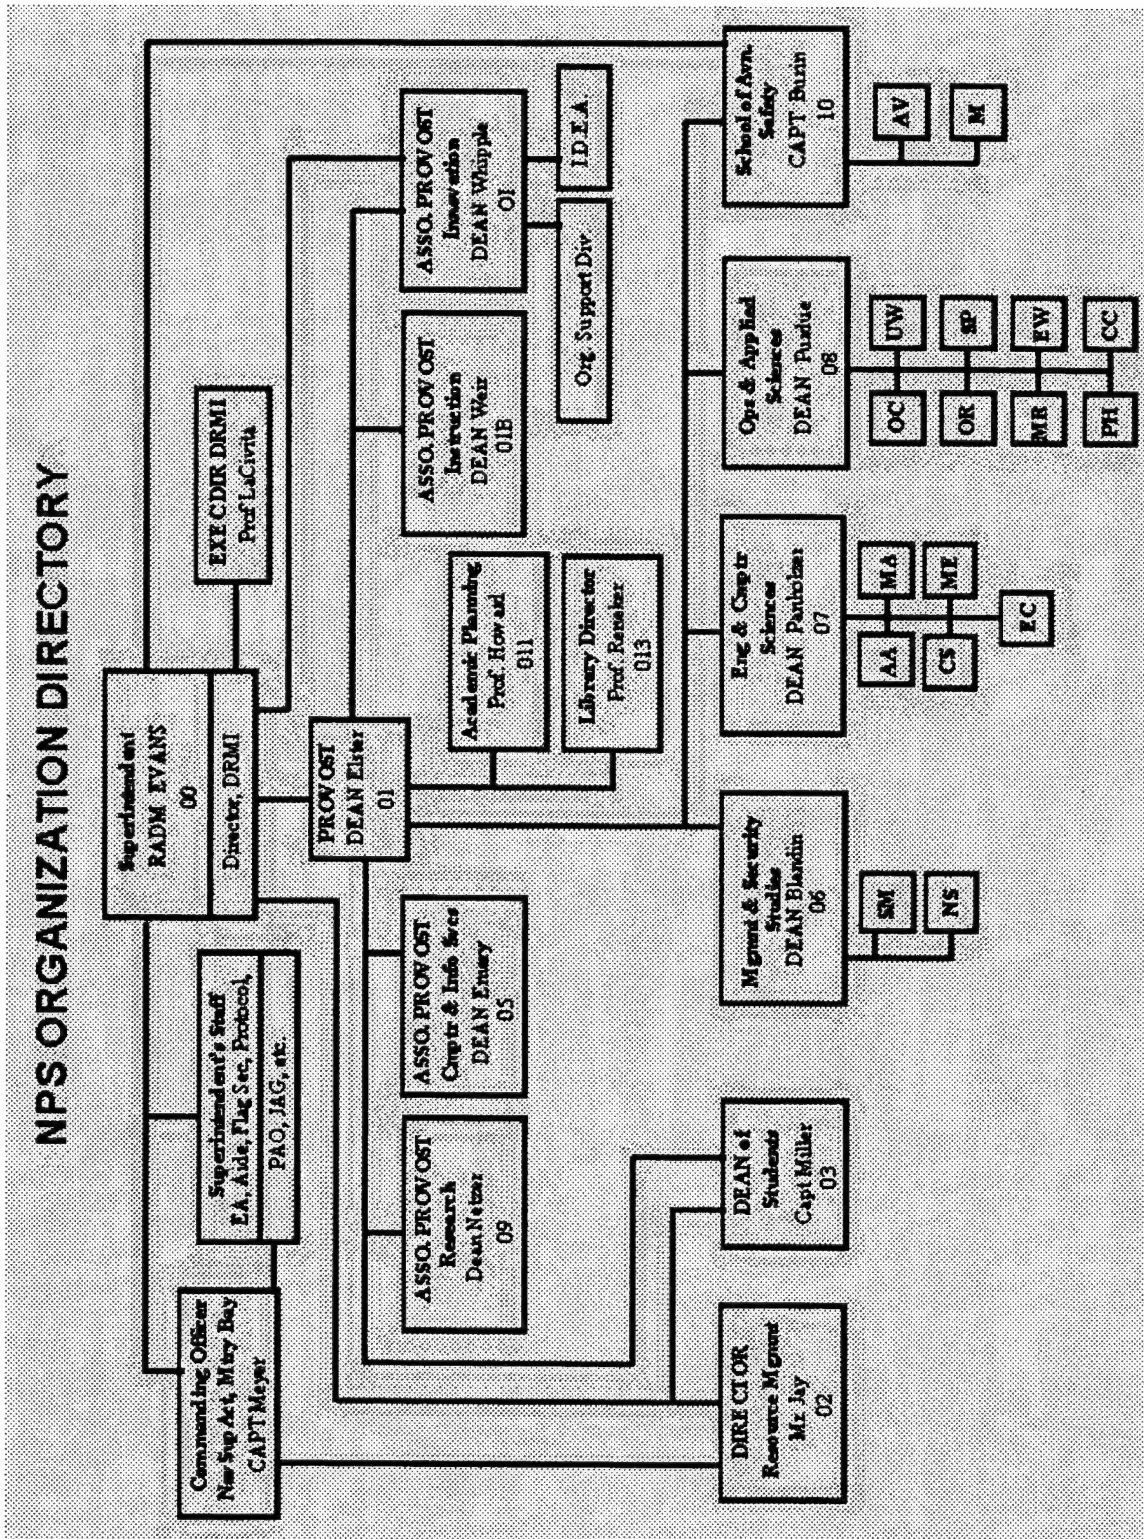 NPS ORGANIZATION DIRECTORY
Superintendent
RADM EVANS
00
Director, DRMI
Superintendent's Staff
EA, Aide, Flag Sec, Protocol,
PAO, JAG, etc.
EXEC DIR DRMI
Prof LaCivita
Commanding Officer
Nav Sup Act, Mtry Bay
CAPT Meyer
PROVOST
DEAN Elster
01
ASSO. PROVOST
Research
Dean Netzer
09
ASSO. PROVOST
Cmptr & Info Svcs
DEAN Emery
05
Academic Planning
Prof. Howard
011
Library Director
Prof. Reneker
013
ASSO. PROVOST
Instruction
DEAN Weir
01B
ASSO. PROVOST
Innovation
DEAN Whipple
OI
Org. Support Div.
I.D.E.A.
DIRECTOR
Resource Mgmnt
Mr Jay
02
DEAN of
Students
Capt Miller
03
Mgmnt & Security
Studies
DEAN Blandin
06
SM
NS
Eng & Cmptr
Sciences
DEAN Panholzer
07
AA
MA
CS
ME
EC
Ops & Applied
Sciences
DEAN Purdue
08
OC
UW
OR
SP
MR
EW
PH
CC
School of Avn.
Safety
CAPT Burin
10
AV
M